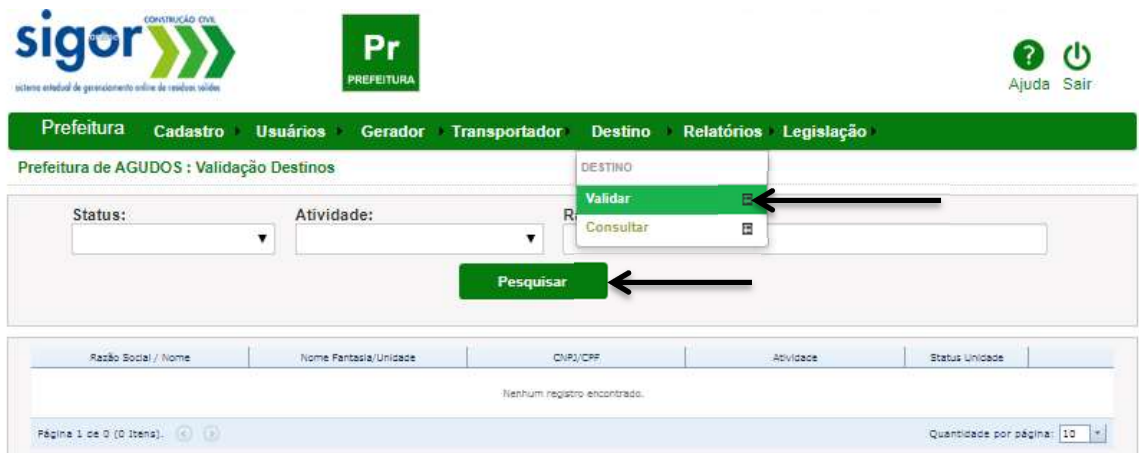 CONSTRUÇÃO CIVIL
sigor
online
sistema estadual de gerenciamento online de resíduos sólidos
Pr
PREFEITURA
Ajuda Sair
Prefeitura Cadastro Usuários Gerador Transportador Destino Relatórios Legislação
Prefeitura de AGUDOS : Validação Destinos
DESTINO
Validar
Consultar
Status: Atividade: R
Pesquisar
Razão Social / Nome Nome Fantasia/Unidade CNPJ/CPF Atividade Status Unidade
Nenhum registro encontrado.
Página 1 de 0 (0 Itens). Quantidade por página: 10